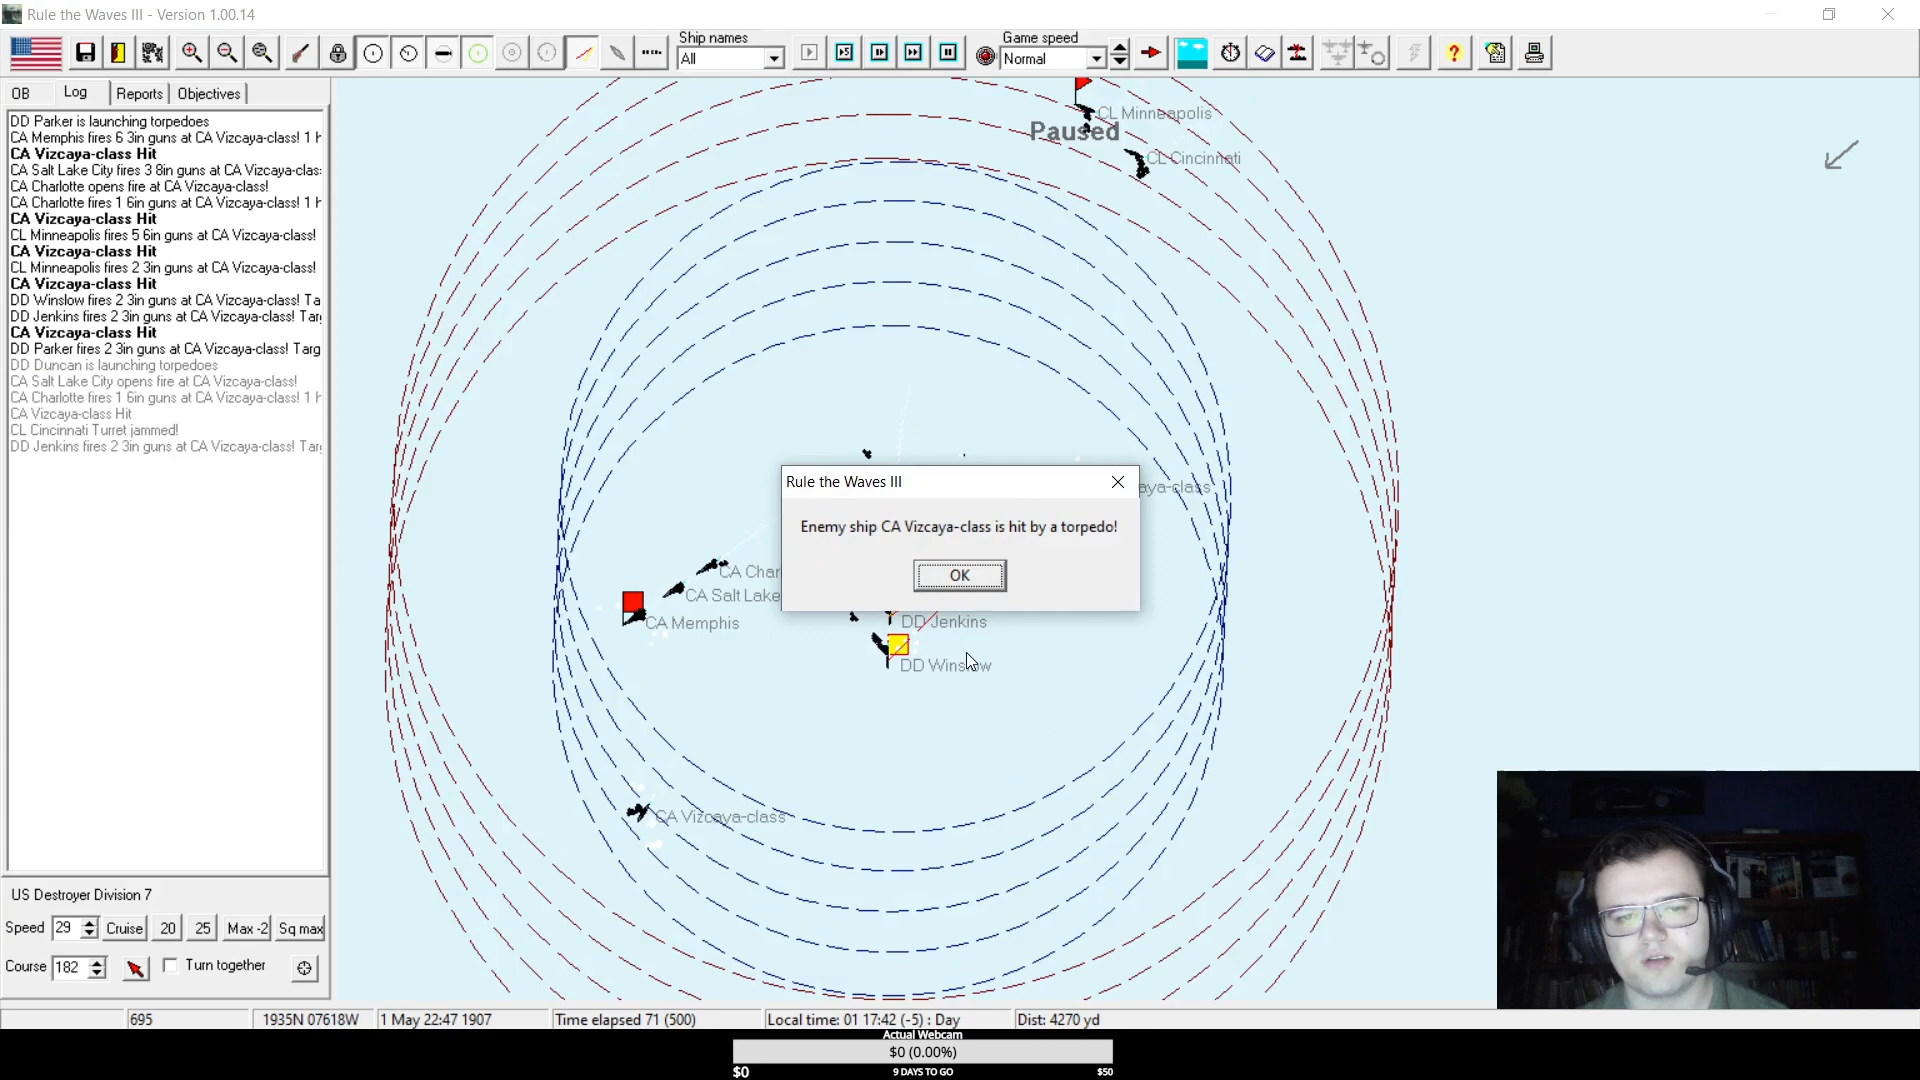 Rule the Waves III - Version 1.00.14
Ship names
All
Game speed
Normal
OB
Log
Reports
Objectives
DD Parker is launching torpedoes
CA Memphis fires 6 3in guns at CA Vizcaya-class! 1 h
CA Vizcaya-class Hit
CA Salt Lake City fires 3 8in guns at CA Vizcaya-clas
CA Charlotte opens fire at CA Vizcaya-class!
CA Charlotte fires 1 6in guns at CA Vizcaya-class! 1 h
CA Vizcaya-class Hit
CL Minneapolis fires 5 6in guns at CA Vizcaya-class!
CA Vizcaya-class Hit
CL Minneapolis fires 2 3in guns at CA Vizcaya-class!
CA Vizcaya-class Hit
DD Winslow fires 2 3in guns at CA Vizcaya-class! Ta
DD Jenkins fires 2 3in guns at CA Vizcaya-class! Tar
CA Vizcaya-class Hit
DD Parker fires 2 3in guns at CA Vizcaya-class! Targ
DD Duncan is launching torpedoes
CA Salt Lake City opens fire at CA Vizcaya-class!
CA Charlotte fires 1 6in guns at CA Vizcaya-class! 1 h
CA Vizcaya-class Hit
CL Cincinnati Turret jammed!
DD Jenkins fires 2 3in guns at CA Vizcaya-class! Tar
CL Minneapolis
Paused
CL Cincinnati
aya-class
Rule the Waves III
Enemy ship CA Vizcaya-class is hit by a torpedo!
OK
CA Char
CA Salt Lake
CA Memphis
DD Jenkins
DD Winslow
CA Vizcaya-class
US Destroyer Division 7
Speed 29 Cruise 20 25 Max -2 Sq max
Course 182 Turn together
695
1935N 07618W
1 May 22:47 1907
Time elapsed 71 (500)
Local time: 01 17:42 (-5) : Day
Dist: 4270 yd
Actual Webcam
$0 (0.00%)
$0
9 DAYS TO GO
$50